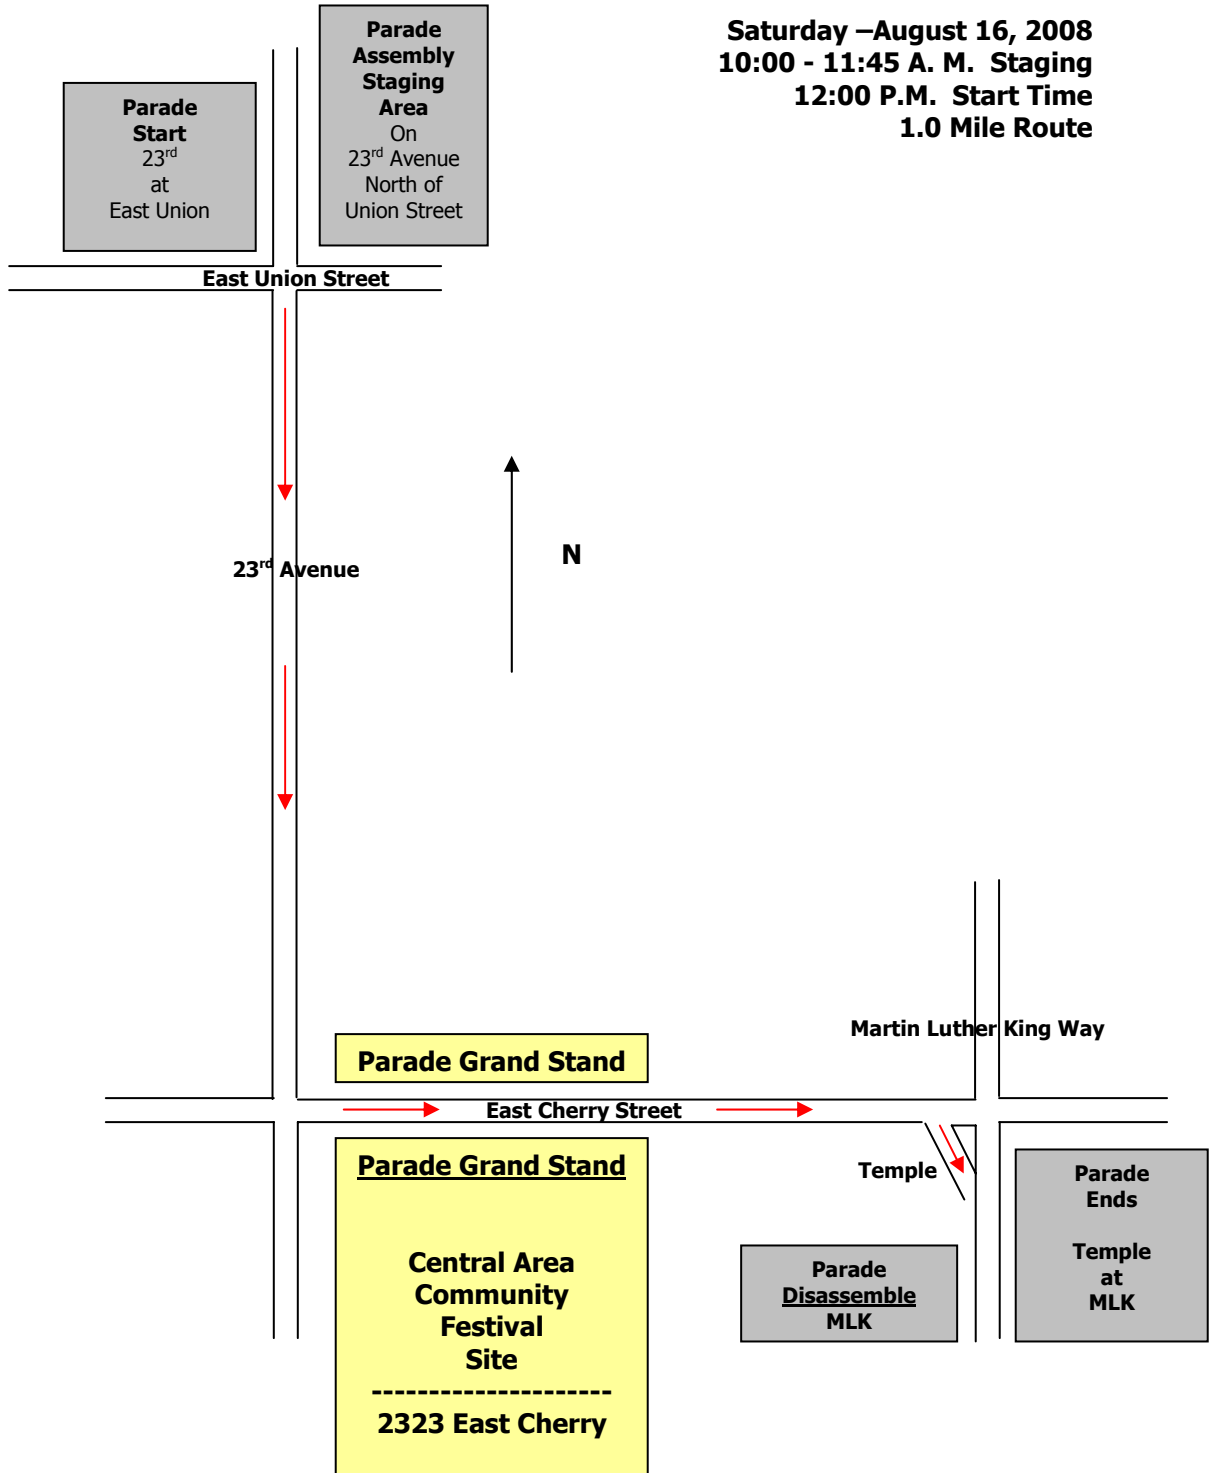 Saturday –August 16, 2008
10:00 - 11:45 A. M.  Staging
12:00 P.M.  Start Time
1.0 Mile Route
Parade
Start
23rd
at
East Union
Parade
Assembly
Staging
Area
On
23rd Avenue
North of
Union Street
East Union Street
N
23rd Avenue
Martin Luther King Way
Parade Grand Stand
East Cherry Street
Parade Grand Stand
Central Area
Community
Festival
Site
---------------------
2323 East Cherry
Temple
Parade
Disassemble
MLK
Parade
Ends
Temple
at
MLK